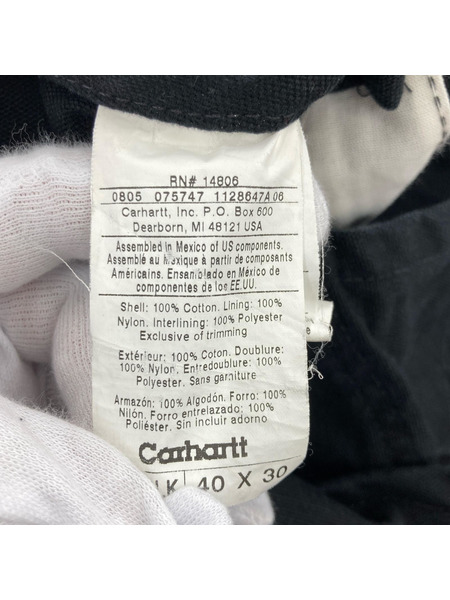 RN# 14806
0805 075747 1128647A 06
Carhartt, Inc. P.O. Box 600
Dearborn, MI 48121 USA
Assembled in Mexico of US components.
Assemblé au Mexique à partir de composants
Américains. Ensamblado en México de
componentes de los EE.UU.
Shell: 100% Cotton. Lining: 100%
Nylon. Interlining: 100% Polyester
Exclusive of trimming
Extérieur: 100% Coton. Doublure:
100% Nylon. Entredoublure: 100%
Polyester. Sans garniture
Armazón: 100% Algodón. Forro: 100%
Nilón. Forro entrelazado: 100%
Poliéster. Sin incluir adorno
Carhartt
LK 40 X 30